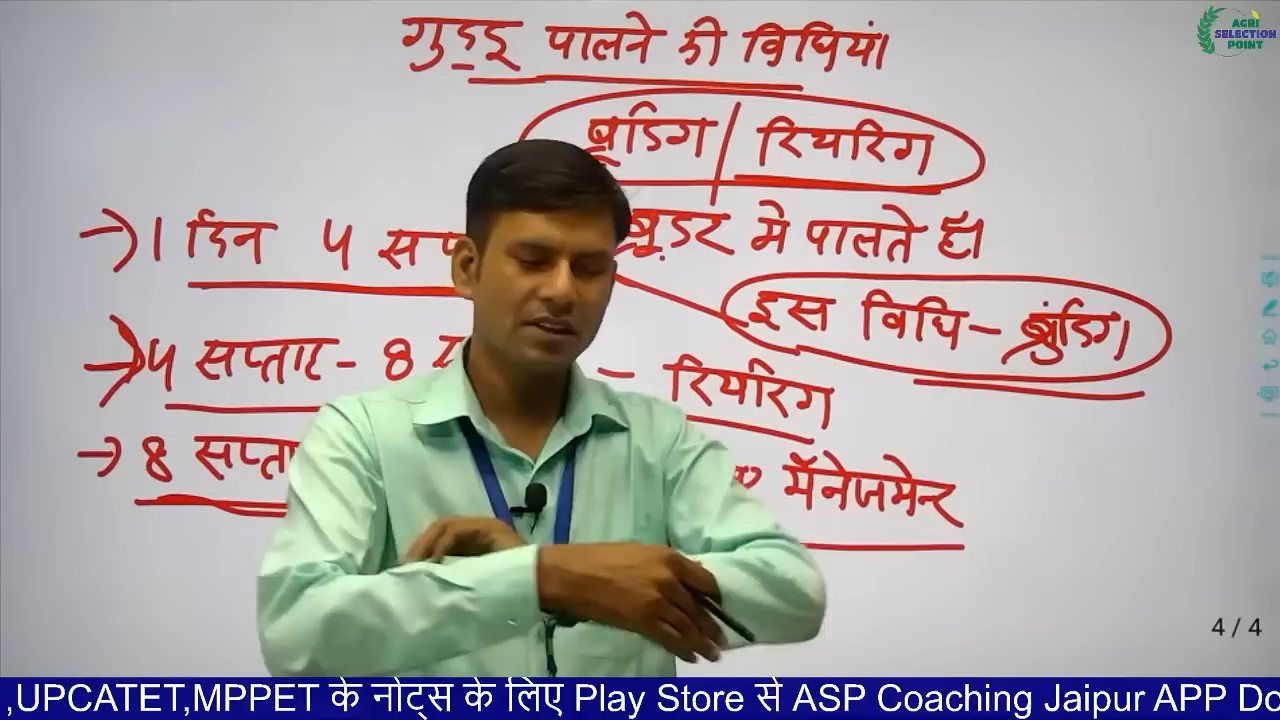 गुडइ पालने की विधियां
AGRI
SELECTION
POINT
ब्रूडिंग / रियरिंग
→ 1 दिन 4 सप्
ब्रूडर मे पालते है।
इस विधि - ब्रुडिंग।
→ 4 सप्तार - 8 स - रियरिंग
→ 8 सप्ता मॅनेजमेन्ट
4 / 4
,UPCATET,MPPET के नोट्स के लिए Play Store से ASP Coaching Jaipur APP Do